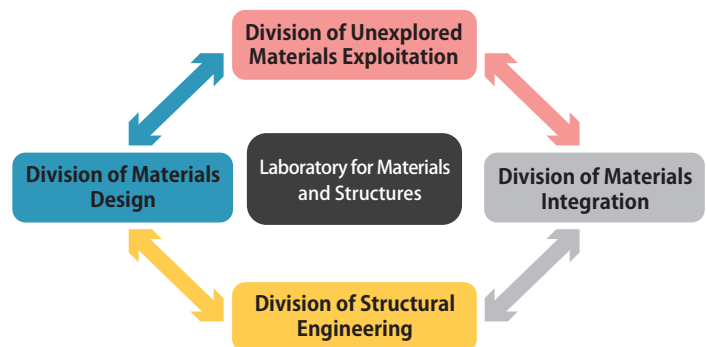 Division of Unexplored
Materials Exploitation
Division of Materials
Design
Laboratory for Materials
and Structures
Division of Materials
Integration
Division of Structural
Engineering